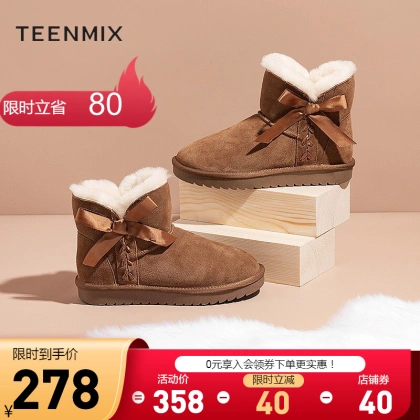 TEENMIX
限时立省 80
0元享入会领券下单更实惠！
限时到手价 活动价 限时立减 店铺券
¥278=358-40-40